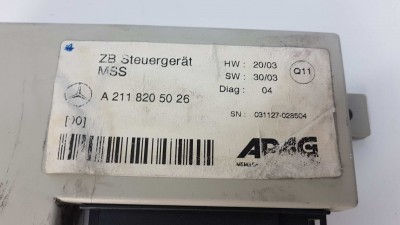 ZB Steuergerät
MSS
HW : 20/03
SW : 30/03
Q11
Diag : 04
A 211 820 50 26
[00]
SN : 031127-028504